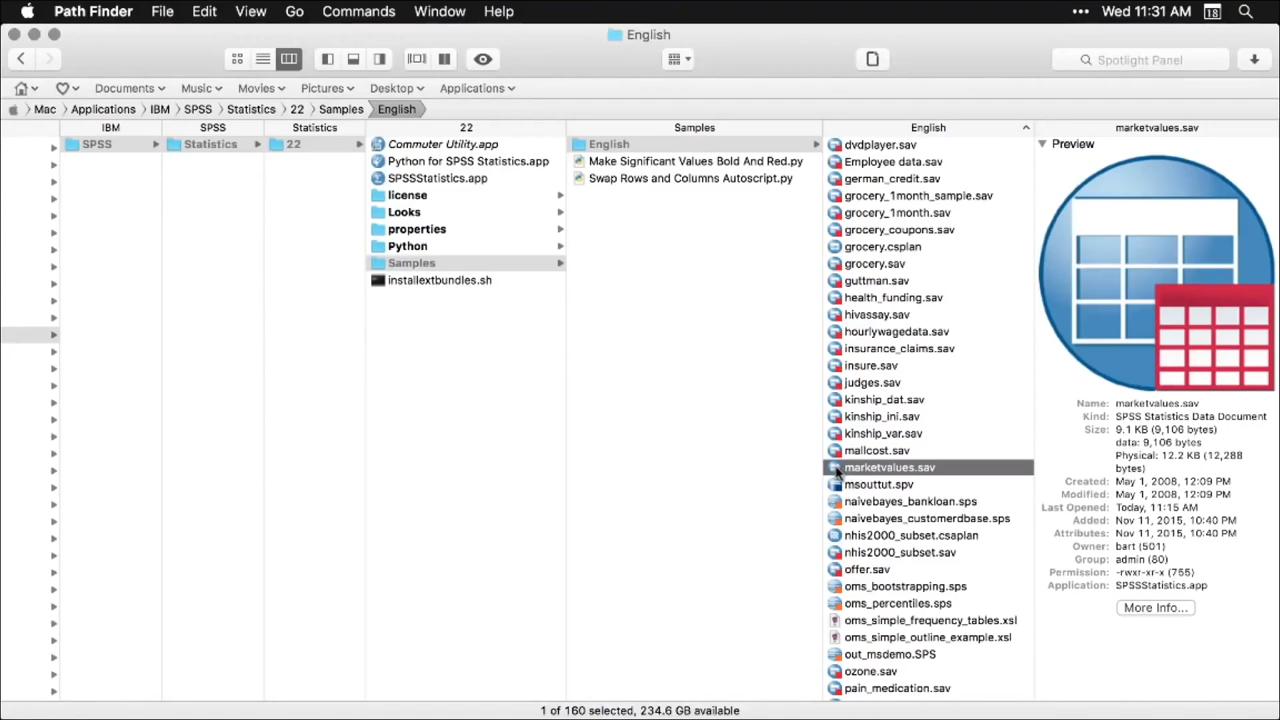 Path Finder File Edit View Go Commands Window Help ••• Wed 11:31 AM 18
English
Spotlight Panel
Documents Music Movies Pictures Desktop Applications
Mac Applications IBM SPSS Statistics 22 Samples English
IBM SPSS Statistics 22 Samples English marketvalues.sav
SPSS
Statistics
22
Commuter Utility.app
Python for SPSS Statistics.app
SPSSStatistics.app
license
Looks
properties
Python
Samples
installextbundles.sh
English
Make Significant Values Bold And Red.py
Swap Rows and Columns Autoscript.py
dvdplayer.sav
Employee data.sav
german_credit.sav
grocery_1month_sample.sav
grocery_1month.sav
grocery_coupons.sav
grocery.csplan
grocery.sav
guttman.sav
health_funding.sav
hivassay.sav
hourlywagedata.sav
insurance_claims.sav
insure.sav
judges.sav
kinship_dat.sav
kinship_ini.sav
kinship_var.sav
mallcost.sav
marketvalues.sav
msouttut.spv
naivebayes_bankloan.sps
naivebayes_customerdbase.sps
nhis2000_subset.csaplan
nhis2000_subset.sav
offer.sav
oms_bootstrapping.sps
oms_percentiles.sps
oms_simple_frequency_tables.xsl
oms_simple_outline_example.xsl
out_msdemo.SPS
ozone.sav
pain_medication.sav
Preview
Name: marketvalues.sav
Kind: SPSS Statistics Data Document
Size: 9.1 KB (9,106 bytes)
data: 9,106 bytes
Physical: 12.2 KB (12,288
bytes)
Created: May 1, 2008, 12:09 PM
Modified: May 1, 2008, 12:09 PM
Last Opened: Today, 11:15 AM
Added: Nov 11, 2015, 10:40 PM
Attributes: Nov 11, 2015, 10:40 PM
Owner: bart (501)
Group: admin (80)
Permission: -rwxr-xr-x (755)
Application: SPSSStatistics.app
More Info...
1 of 160 selected, 234.6 GB available